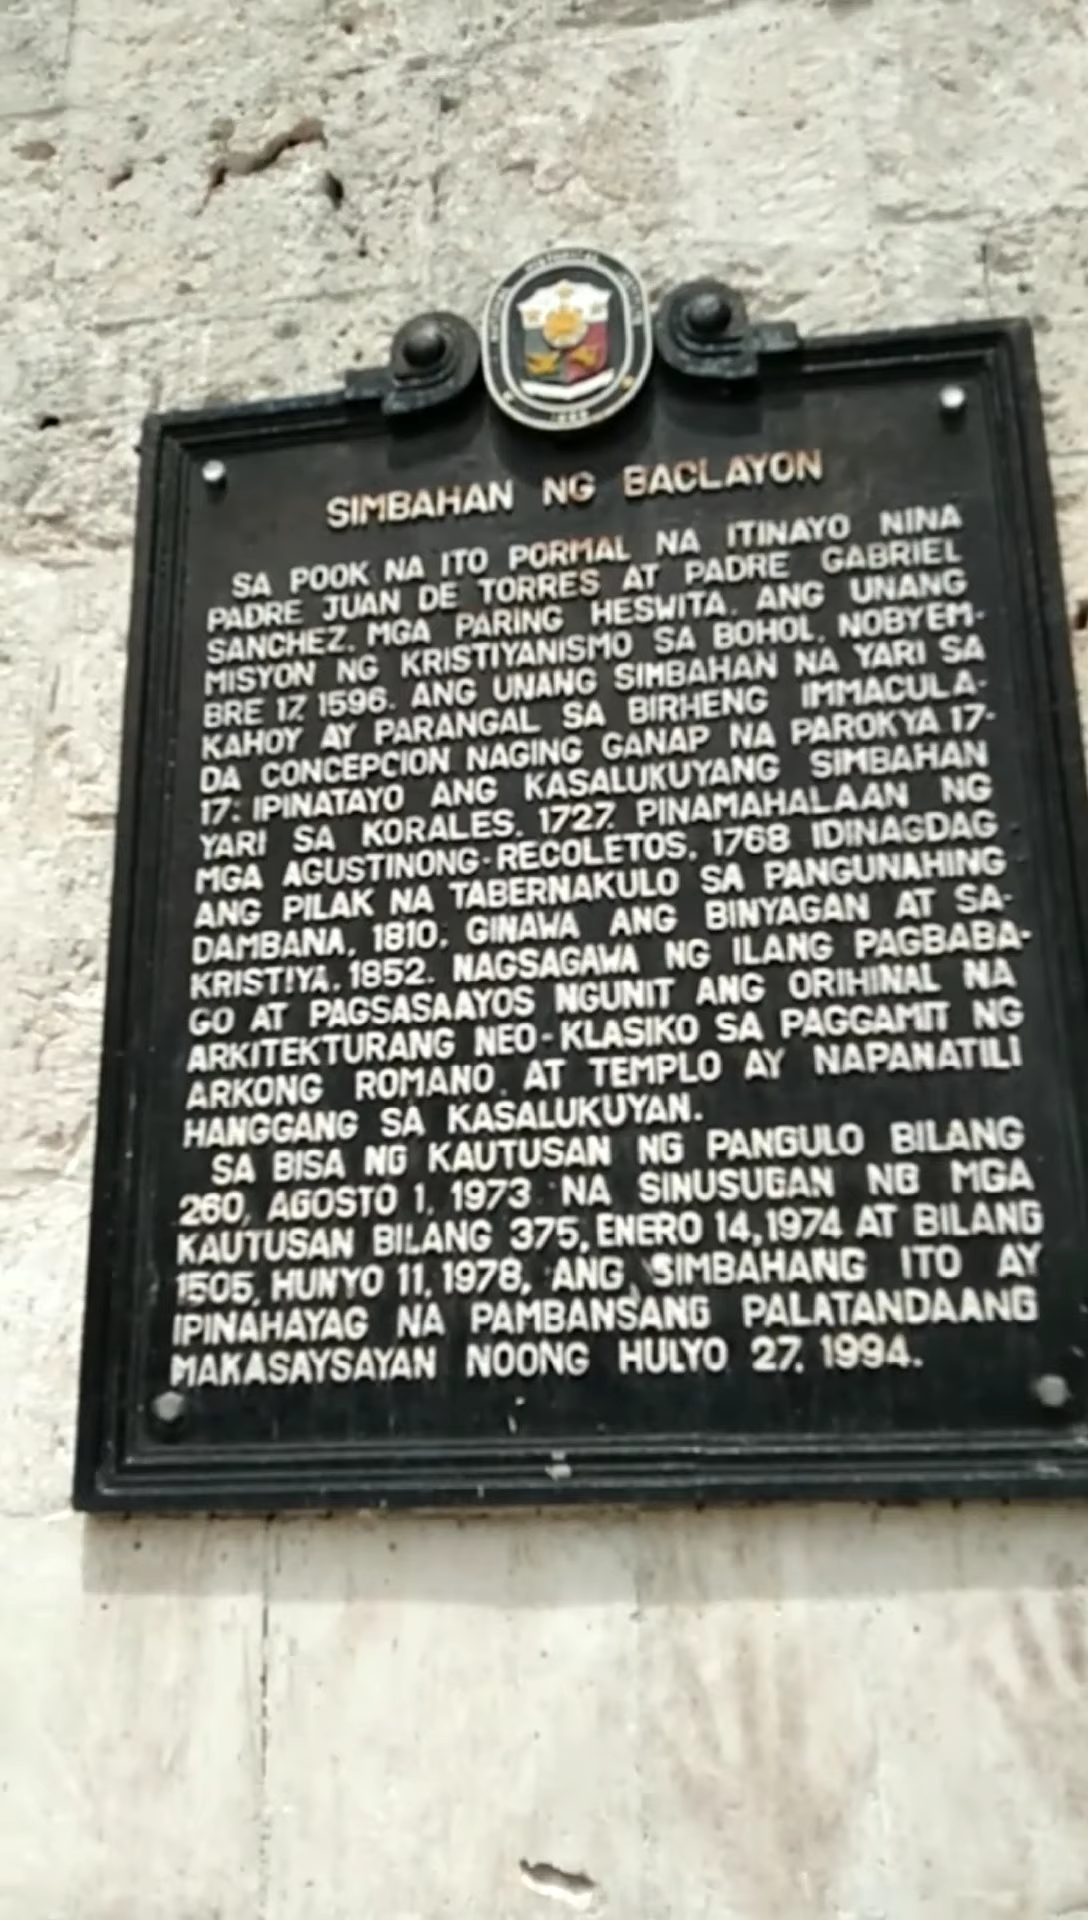 SIMBAHAN NG BACLAYON
SA POOK NA ITO PORMAL NA ITINAYO NINA
PADRE JUAN DE TORRES AT PADRE GABRIEL
SANCHEZ, MGA PARING HESWITA, ANG UNANG
MISYON NG KRISTIYANISMO SA BOHOL, NOBYEM-
BRE 17, 1596. ANG UNANG SIMBAHAN NA YARI SA
KAHOY AY PARANGAL SA BIRHENG IMMACULA-
DA CONCEPCION NAGING GANAP NA PAROKYA 17-
17; IPINATAYO ANG KASALUKUYANG SIMBAHAN
YARI SA KORALES, 1727. PINAMAHALAAN NG
MGA AGUSTINONG-RECOLETOS, 1768 IDINAGDAG
ANG PILAK NA TABERNAKULO SA PANGUNAHING
DAMBANA, 1810; GINAWA ANG BINYAGAN AT SA-
KRISTIYA, 1852. NAGSAGAWA NG ILANG PAGBABA-
GO AT PAGSASAAYOS NGUNIT ANG ORIHINAL NA
ARKITEKTURANG NEO-KLASIKO SA PAGGAMIT NG
ARKONG ROMANO, AT TEMPLO AY NAPANATILI
HANGGANG SA KASALUKUYAN.
SA BISA NG KAUTUSAN NG PANGULO BILANG
260, AGOSTO 1, 1973 NA SINUSUGAN NG MGA
KAUTUSAN BILANG 375, ENERO 14, 1974 AT BILANG
1505, HUNYO 11, 1978, ANG SIMBAHANG ITO AY
IPINAHAYAG NA PAMBANSANG PALATANDAANG
MAKASAYSAYAN NOONG HULYO 27, 1994.